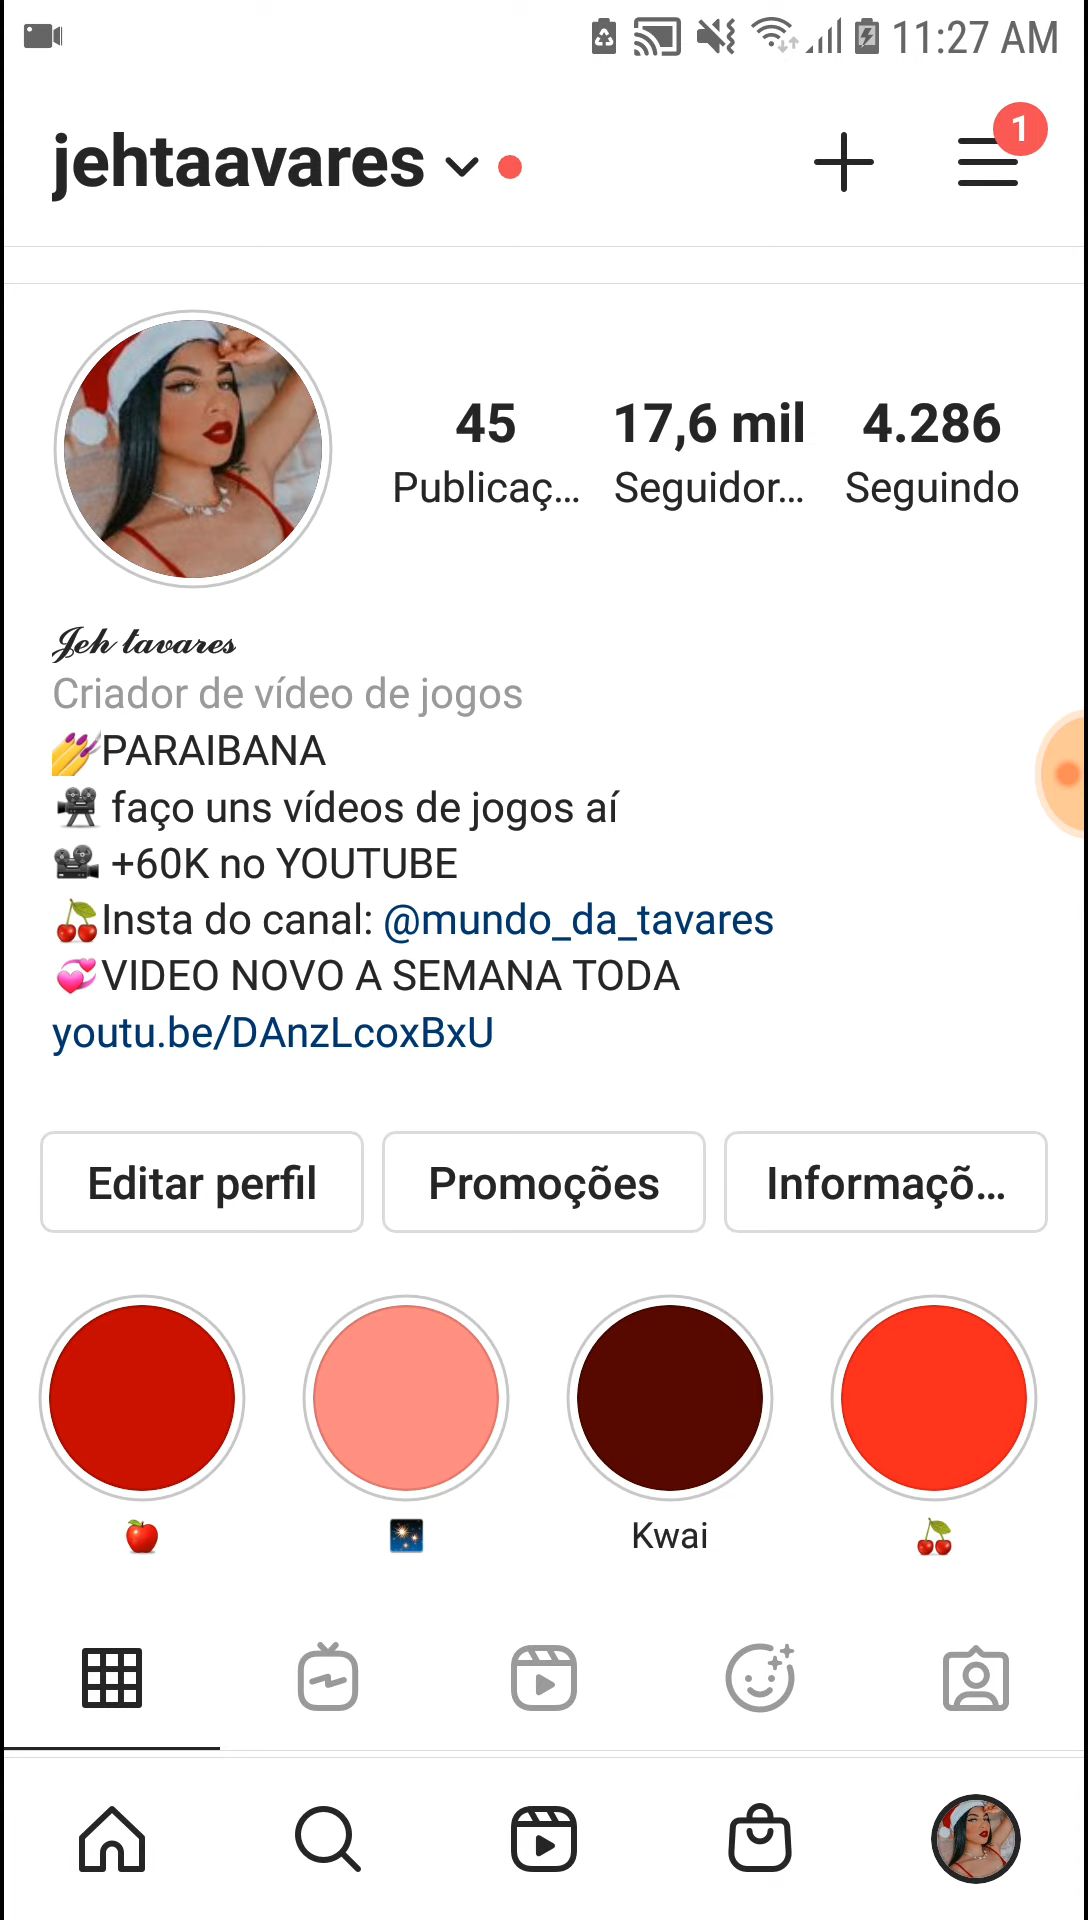 11:27 AM
jehtaavares
1
45 17,6 mil 4.286
Publicaç... Seguidor... Seguindo
Jeh tavares
Criador de vídeo de jogos
💅PARAIBANA
🎥 faço uns vídeos de jogos aí
🎥 +60K no YOUTUBE
🍒Insta do canal: @mundo_da_tavares
💞VIDEO NOVO A SEMANA TODA
youtu.be/DAnzLcoxBxU
Editar perfil Promoções Informaçõ...
Kwai